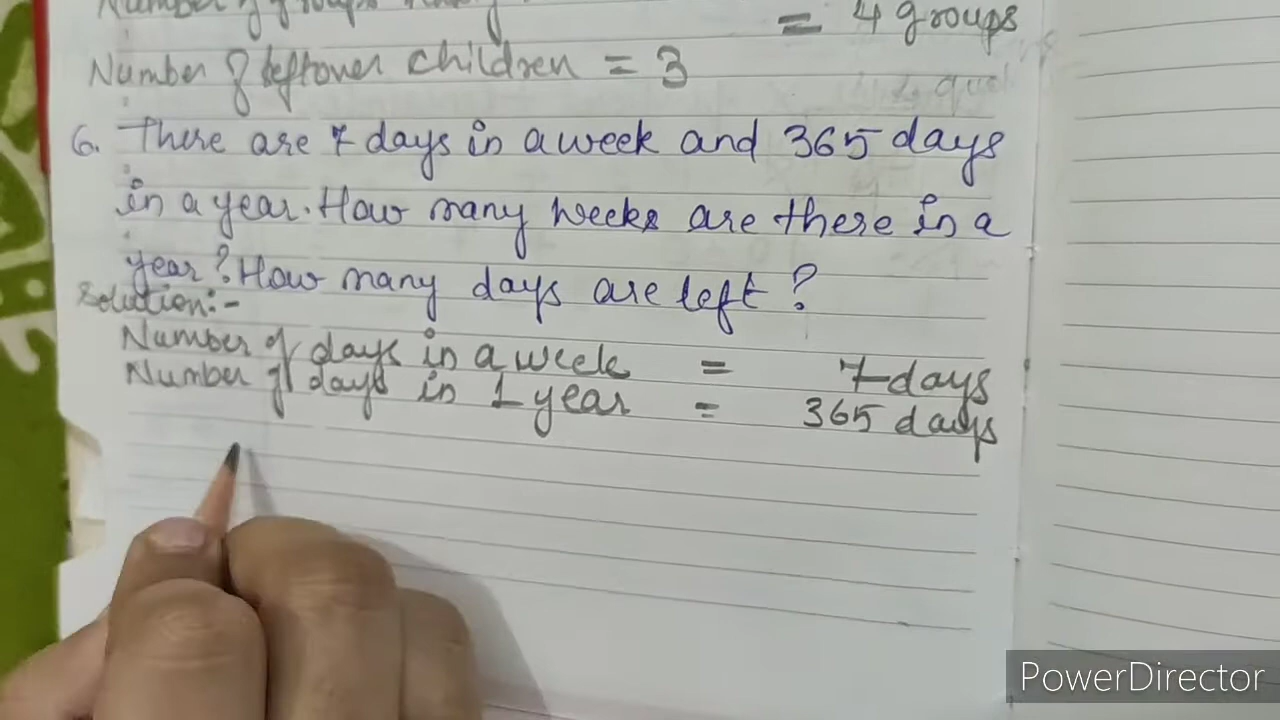 = 4 groups
Number of leftover children = 3
6. There are 7 days in a week and 365 days
in a year. How many weeks are there in a
year? How many days are left?
Solution:-
Number of days in a week = 7 days
Number of days in 1 year = 365 days
PowerDirector